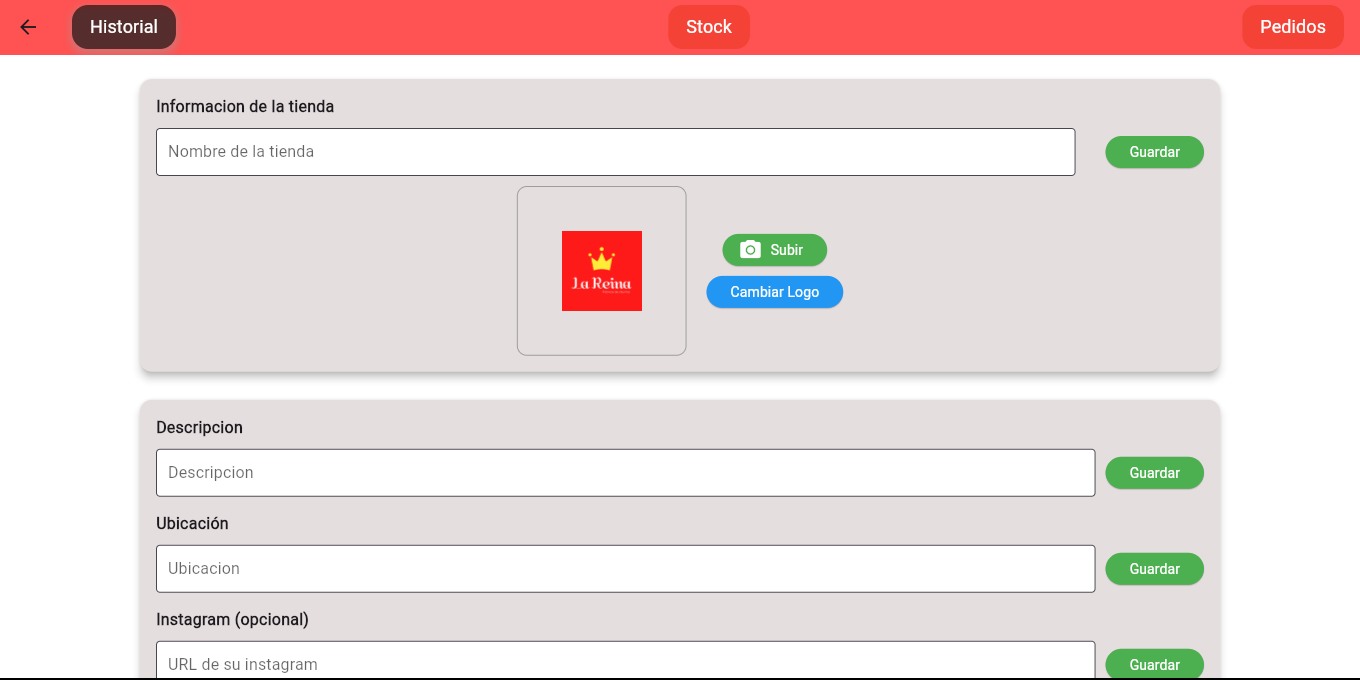 Historial
Stock
Pedidos
Informacion de la tienda
Nombre de la tienda
Guardar
La Reina
Subir
Cambiar Logo
Descripcion
Descripcion
Guardar
Ubicación
Ubicacion
Guardar
Instagram (opcional)
URL de su instagram
Guardar